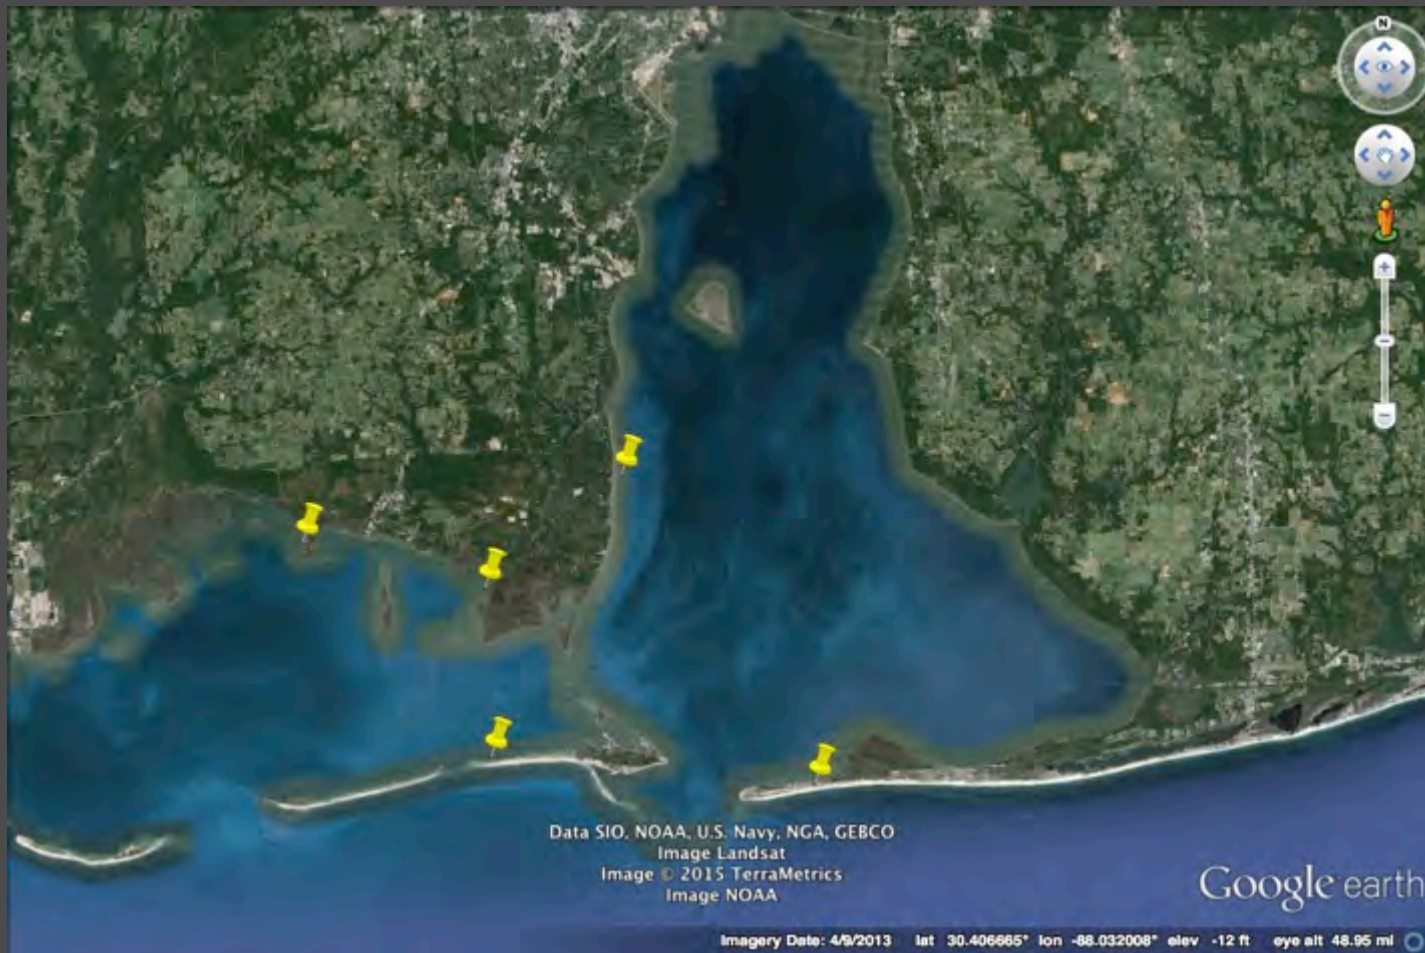 N
Data SIO, NOAA, U.S. Navy, NGA, GEBCO
Image Landsat
Image © 2015 TerraMetrics
Image NOAA
Google earth
Imagery Date: 4/9/2013 lat 30.406665° lon -88.032008° elev -12 ft eye alt 48.95 mi